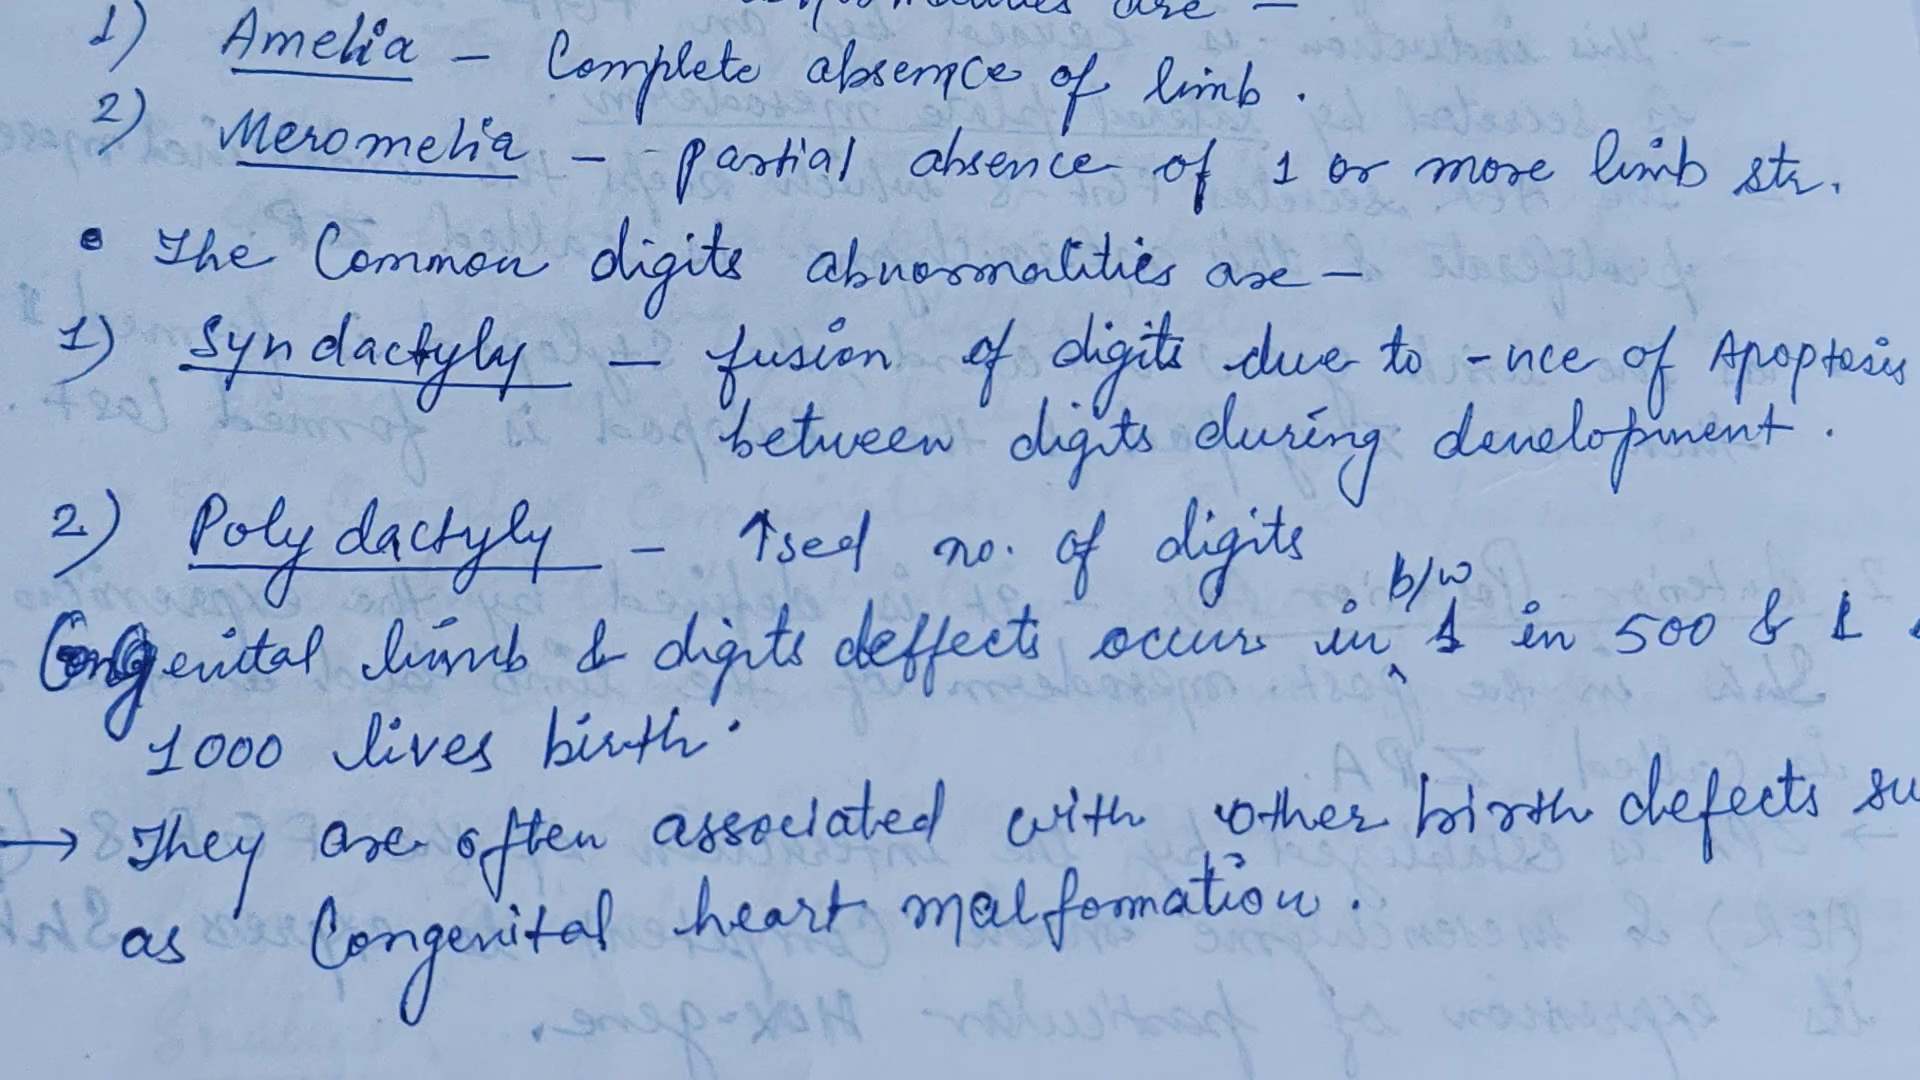 are –
1) Amelia – Complete absence of limb.
2) Meromelia – partial absence of 1 or more limb str.
• The Common digits abnormalities are –
1) Syndactyly – fusion of digits due to -nce of Apoptosis
between digits during development.
2) Polydactyly – ↑sed no. of digits
Congenital limb & digits deffects occurs in b/w 1 in 500 & 1
1000 lives birth.
→ They are often associated with other birth defects su
as Congenital heart malformation.